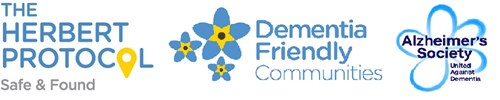 THE
HERBERT
PROTOCOL
Safe & Found
Dementia
Friendly
Communities
Alzheimer's
Society
United
Against
Dementia